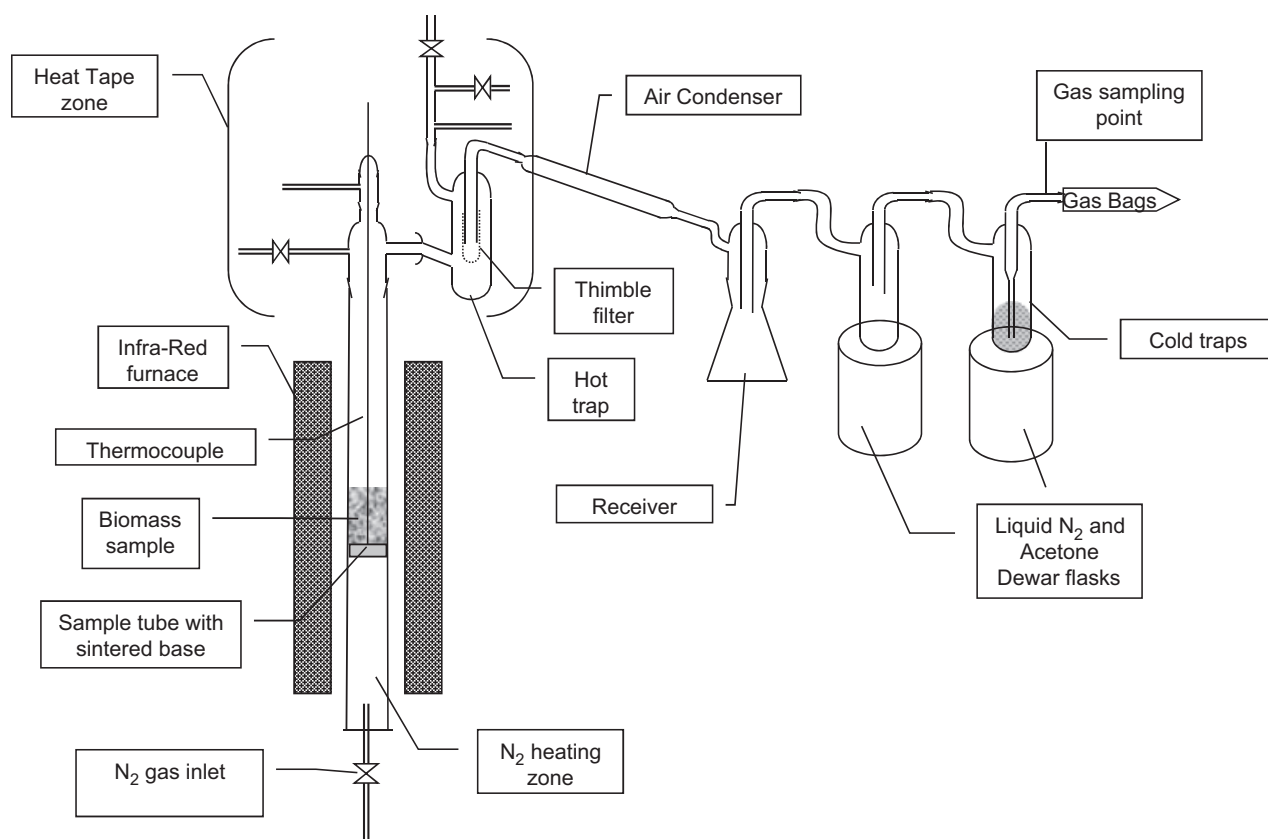 Heat Tape
zone
Air Condenser
Gas sampling
point
Gas Bags
Thimble
filter
Infra-Red
furnace
Hot
trap
Cold traps
Thermocouple
Biomass
sample
Receiver
Liquid N₂ and
Acetone
Dewar flasks
Sample tube with
sintered base
N₂ gas inlet
N₂ heating
zone